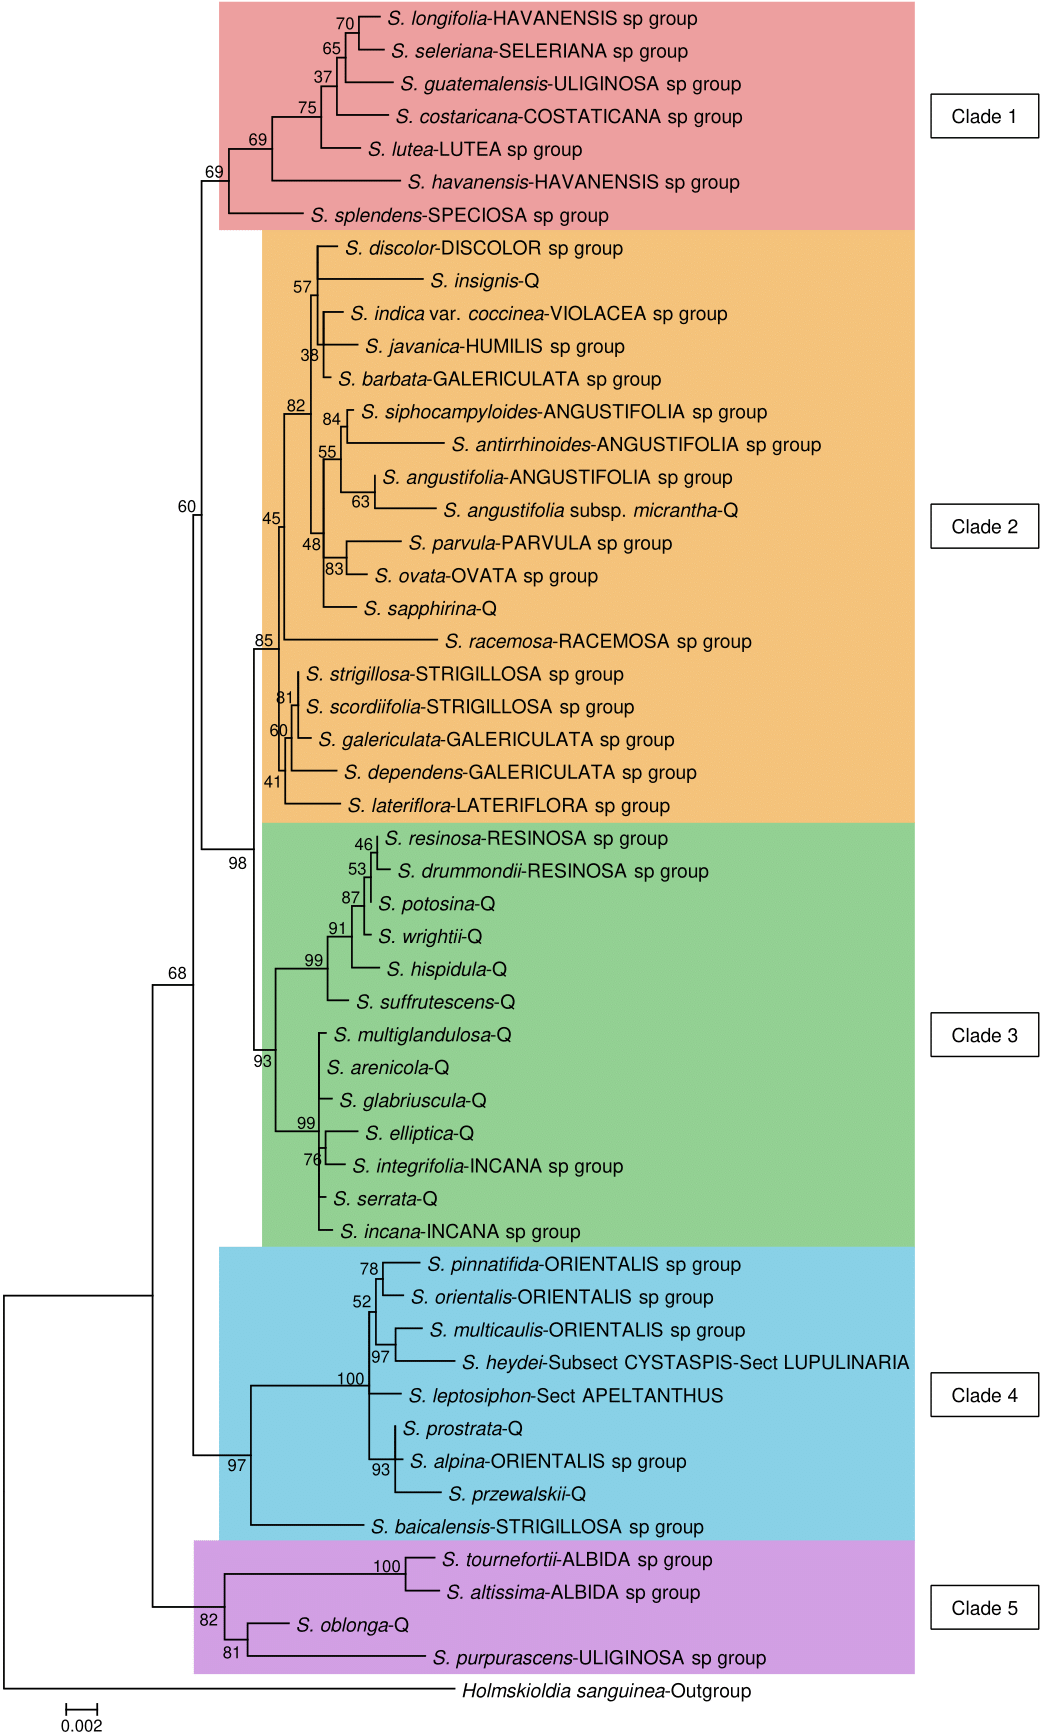 70
S. longifolia-HAVANENSIS sp group
65
S. seleriana-SELERIANA sp group
37
S. guatemalensis-ULIGINOSA sp group
75
S. costaricana-COSTATICANA sp group
Clade 1
69
S. lutea-LUTEA sp group
69
S. havanensis-HAVANENSIS sp group
S. splendens-SPECIOSA sp group
S. discolor-DISCOLOR sp group
57
S. insignis-Q
S. indica var. coccinea-VIOLACEA sp group
38
S. javanica-HUMILIS sp group
S. barbata-GALERICULATA sp group
82
84
S. siphocampyloides-ANGUSTIFOLIA sp group
55
S. antirrhinoides-ANGUSTIFOLIA sp group
S. angustifolia-ANGUSTIFOLIA sp group
63
S. angustifolia subsp. micrantha-Q
60
45
Clade 2
48
S. parvula-PARVULA sp group
83
S. ovata-OVATA sp group
S. sapphirina-Q
85
S. racemosa-RACEMOSA sp group
S. strigillosa-STRIGILLOSA sp group
81
S. scordiifolia-STRIGILLOSA sp group
60
S. galericulata-GALERICULATA sp group
41
S. dependens-GALERICULATA sp group
S. lateriflora-LATERIFLORA sp group
98
46
S. resinosa-RESINOSA sp group
53
S. drummondii-RESINOSA sp group
87
S. potosina-Q
91
S. wrightii-Q
99
S. hispidula-Q
68
S. suffrutescens-Q
S. multiglandulosa-Q
Clade 3
93
S. arenicola-Q
S. glabriuscula-Q
99
S. elliptica-Q
76
S. integrifolia-INCANA sp group
S. serrata-Q
S. incana-INCANA sp group
78
S. pinnatifida-ORIENTALIS sp group
52
S. orientalis-ORIENTALIS sp group
S. multicaulis-ORIENTALIS sp group
97
S. heydei-Subsect CYSTASPIS-Sect LUPULINARIA
100
S. leptosiphon-Sect APELTANTHUS
Clade 4
S. prostrata-Q
93
S. alpina-ORIENTALIS sp group
97
S. przewalskii-Q
S. baicalensis-STRIGILLOSA sp group
100
S. tournefortii-ALBIDA sp group
S. altissima-ALBIDA sp group
82
Clade 5
S. oblonga-Q
81
S. purpurascens-ULIGINOSA sp group
Holmskioldia sanguinea-Outgroup
0.002